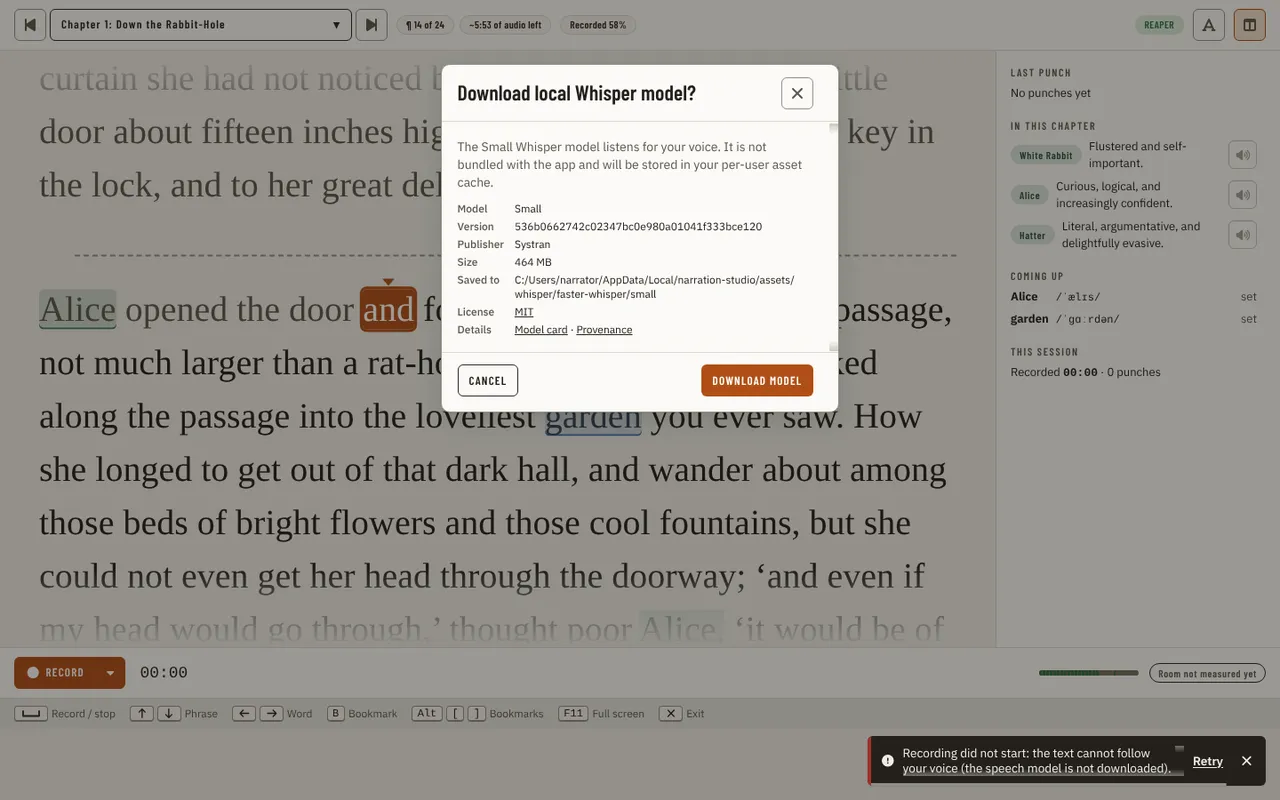 Chapter 1: Down the Rabbit-Hole
¶ 14 of 24
~5:53 of audio left
Recorded 58%
REAPER
A
curtain she had not noticed
door about fifteen inches
key in
the lock, and to her great
Alice opened the door and
passage,
not much larger than a
along the passage into the loveliest garden you ever saw. How
she longed to get out of that dark hall, and wander about among
those beds of bright flowers and those cool fountains, but she
could not even get her head through the doorway; ‘and even if
my head would go through,’ thought poor Alice, ‘it would be of
Download local Whisper model?
The Small Whisper model listens for your voice. It is not
bundled with the app and will be stored in your per-user asset
cache.
Model Small
Version 536b0662742c02347bc0e980a01041f333bce120
Publisher Systran
Size 464 MB
Saved to C:/Users/narrator/AppData/Local/narration-studio/assets/
whisper/faster-whisper/small
License MIT
Details Model card · Provenance
CANCEL
DOWNLOAD MODEL
LAST PUNCH
No punches yet
IN THIS CHAPTER
White Rabbit Flustered and self-
important.
Alice Curious, logical, and
increasingly confident.
Hatter Literal, argumentative, and
delightfully evasive.
COMING UP
Alice /ˈælɪs/ set
garden /ˈɡɑːrdən/ set
THIS SESSION
Recorded 00:00 · 0 punches
RECORD
00:00
Room not measured yet
Record / stop
↑ ↓ Phrase
← → Word
B Bookmark
Alt [ ] Bookmarks
F11 Full screen
✕ Exit
Recording did not start: the text cannot follow
your voice (the speech model is not downloaded).
Retry